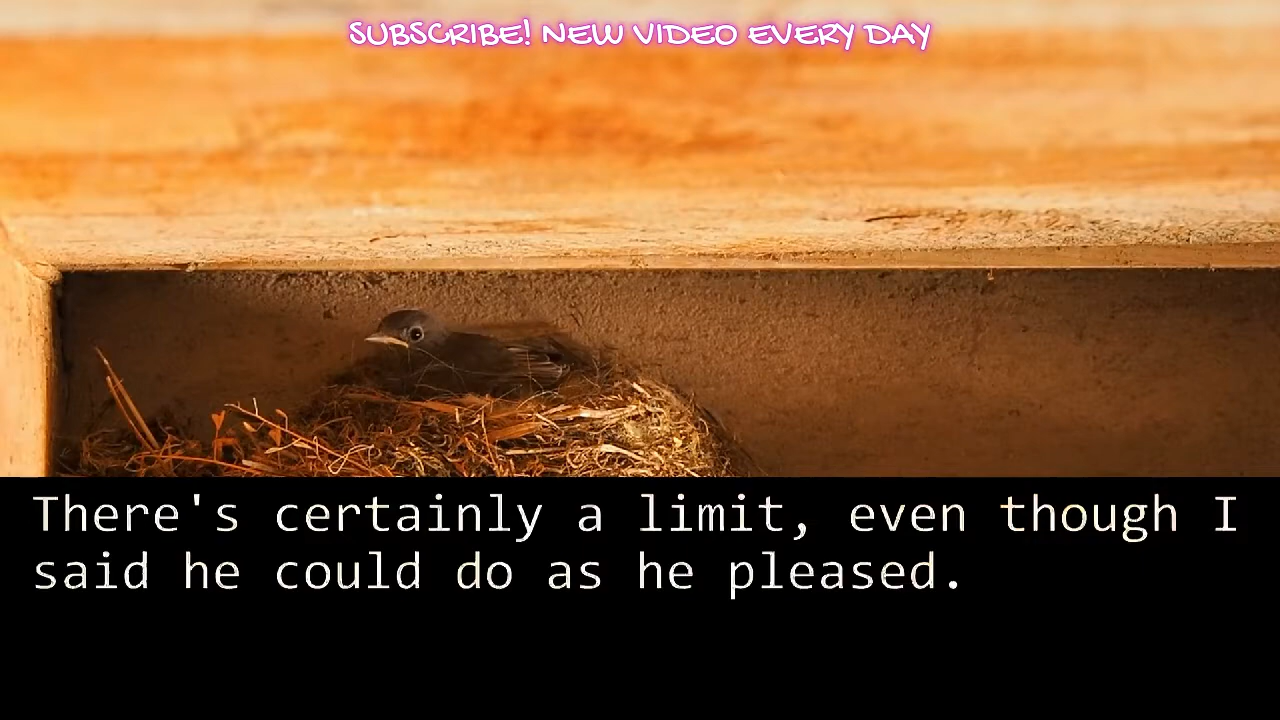 SUBSCRIBE! NEW VIDEO EVERY DAY
There's certainly a limit, even though I
said he could do as he pleased.